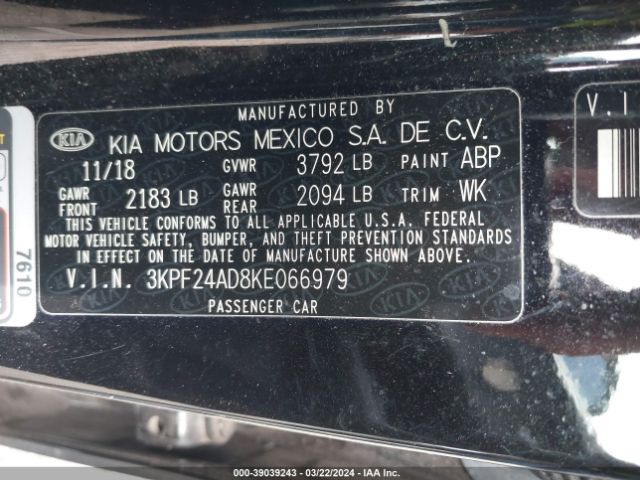 MANUFACTURED BY
KIA KIA MOTORS MEXICO S.A. DE C.V.
11/18 GVWR 3792 LB PAINT ABP
GAWR FRONT 2183 LB GAWR REAR 2094 LB TRIM WK
THIS VEHICLE CONFORMS TO ALL APPLICABLE U.S.A. FEDERAL
MOTOR VEHICLE SAFETY, BUMPER, AND THEFT PREVENTION STANDARDS
IN EFFECT ON THE DATE OF MANUFACTURE SHOWN ABOVE.
V.I.N. 3KPF24AD8KE066979
PASSENGER CAR
7610
V.I
000-39039243 - 03/22/2024 - IAA Inc.